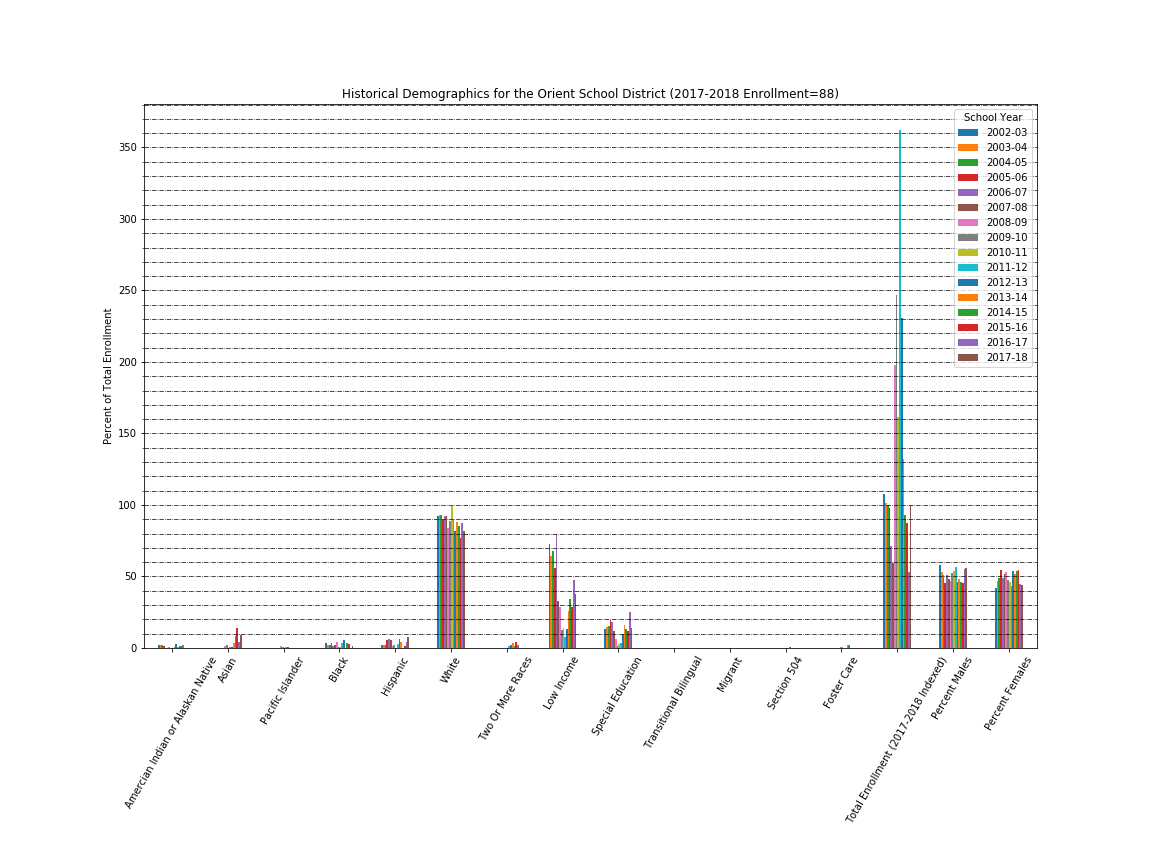 Historical Demographics for the Orient School District (2017-2018 Enrollment=88)
School Year
2002-03
2003-04
2004-05
2005-06
2006-07
2007-08
2008-09
2009-10
2010-11
2011-12
2012-13
2013-14
2014-15
2015-16
2016-17
2017-18
Percent of Total Enrollment
350
300
250
200
150
100
50
0
Amercian Indian or Alaskan Native
Asian
Pacific Islander
Black
Hispanic
White
Two Or More Races
Low Income
Special Education
Transitional Bilingual
Migrant
Section 504
Foster Care
Total Enrollment (2017-2018 Indexed)
Percent Males
Percent Females